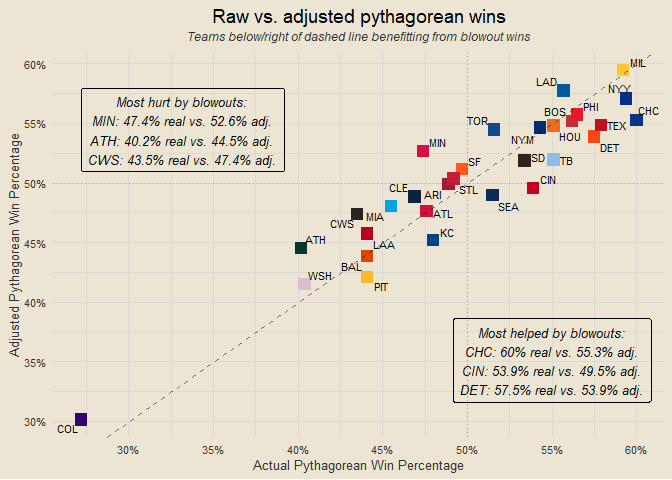 Raw vs. adjusted pythagorean wins
Teams below/right of dashed line benefitting from blowout wins
Adjusted Pythagorean Win Percentage
60%
55%
50%
45%
40%
35%
30%
Most hurt by blowouts:
MIN: 47.4% real vs. 52.6% adj.
ATH: 40.2% real vs. 44.5% adj.
CWS: 43.5% real vs. 47.4% adj.
MIL
LAD
NYY
BOS
PHI
CHC
TOR
NYM
HOU
TEX
DET
MIN
SF
SD
TB
CLE
ARI
STL
CIN
SEA
CWS
MIA
ATL
ATH
LAA
KC
BAL
WSH
PIT
COL
Most helped by blowouts:
CHC: 60% real vs. 55.3% adj.
CIN: 53.9% real vs. 49.5% adj.
DET: 57.5% real vs. 53.9% adj.
30%
35%
40%
45%
50%
55%
60%
Actual Pythagorean Win Percentage